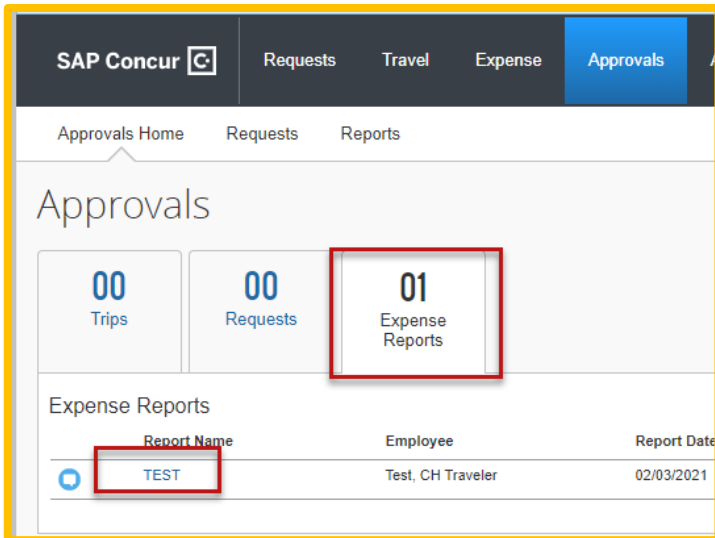 SAP Concur C Requests Travel Expense Approvals
Approvals Home Requests Reports
Approvals
00 00 01
Trips Requests Expense
Reports
Expense Reports
Report Name Employee Report Date
TEST Test, CH Traveler 02/03/2021